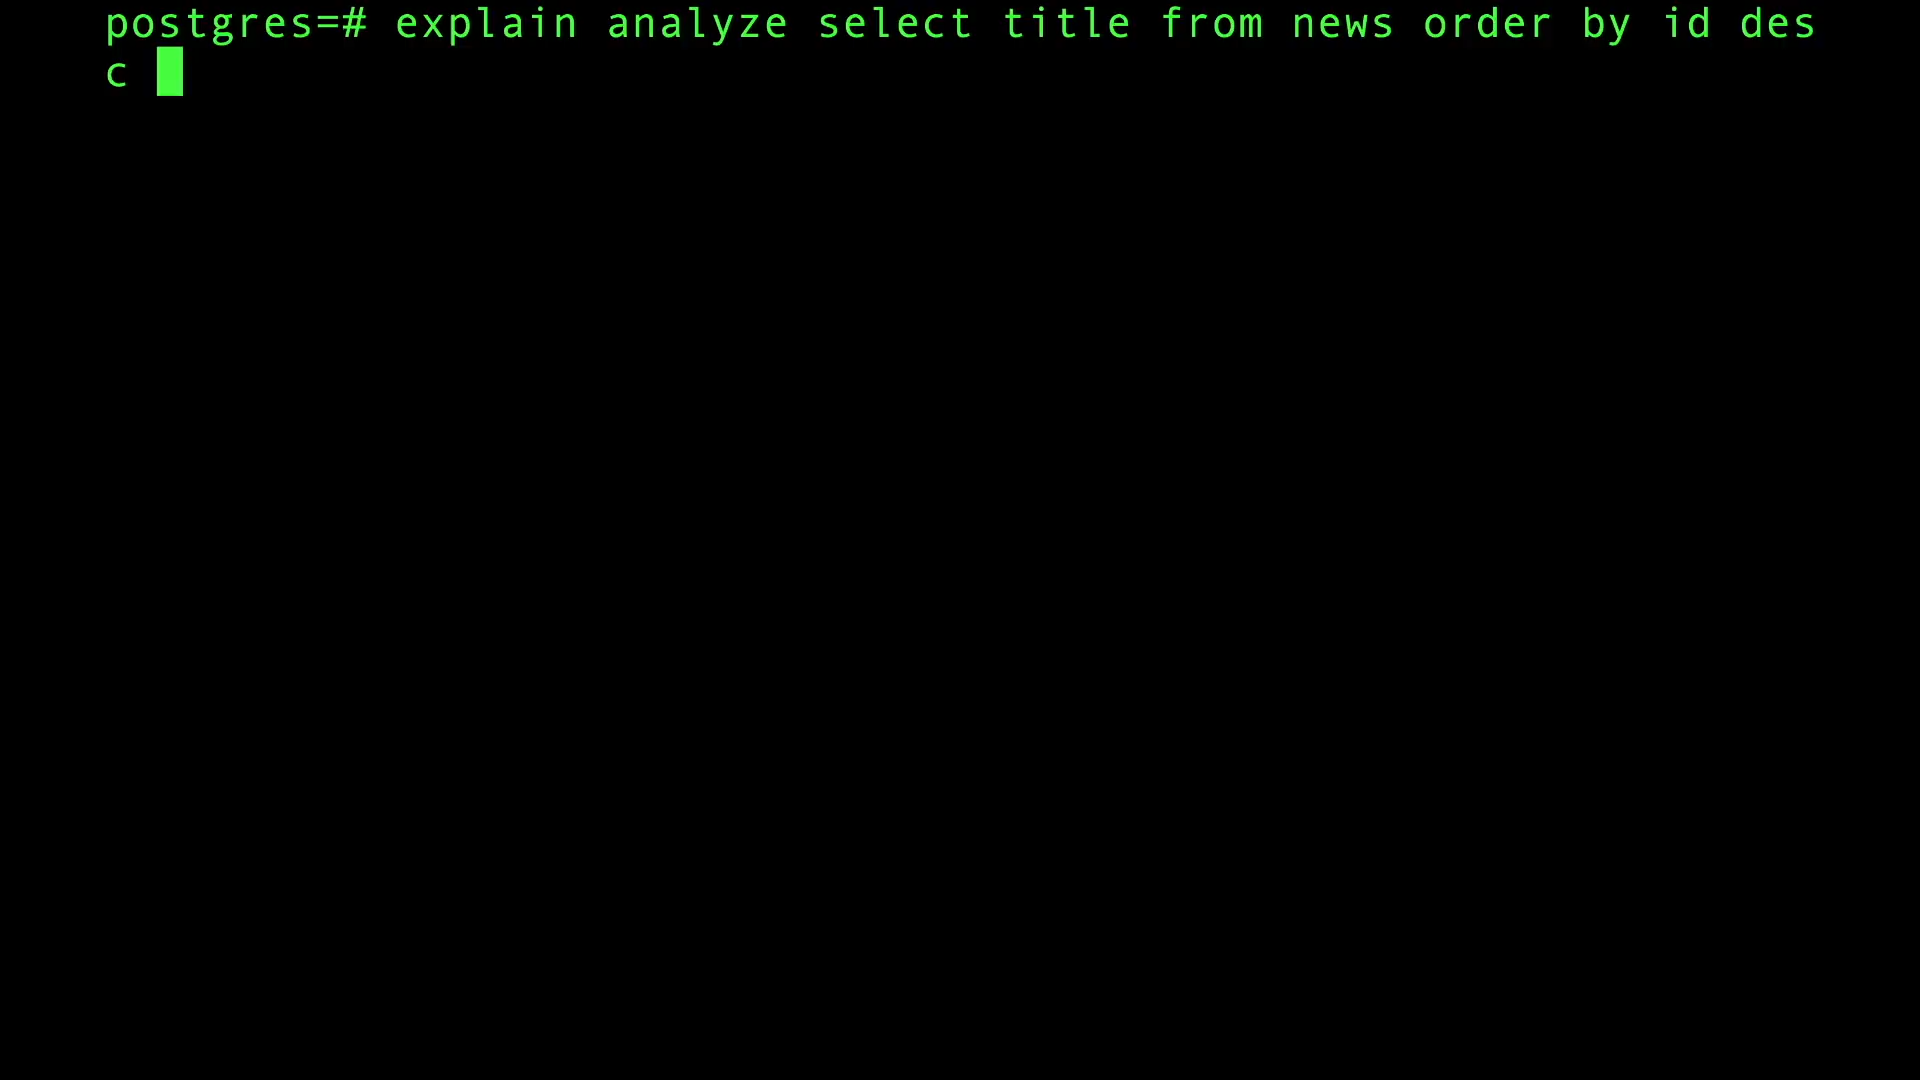 postgres=# explain analyze select title from news order by id des
c